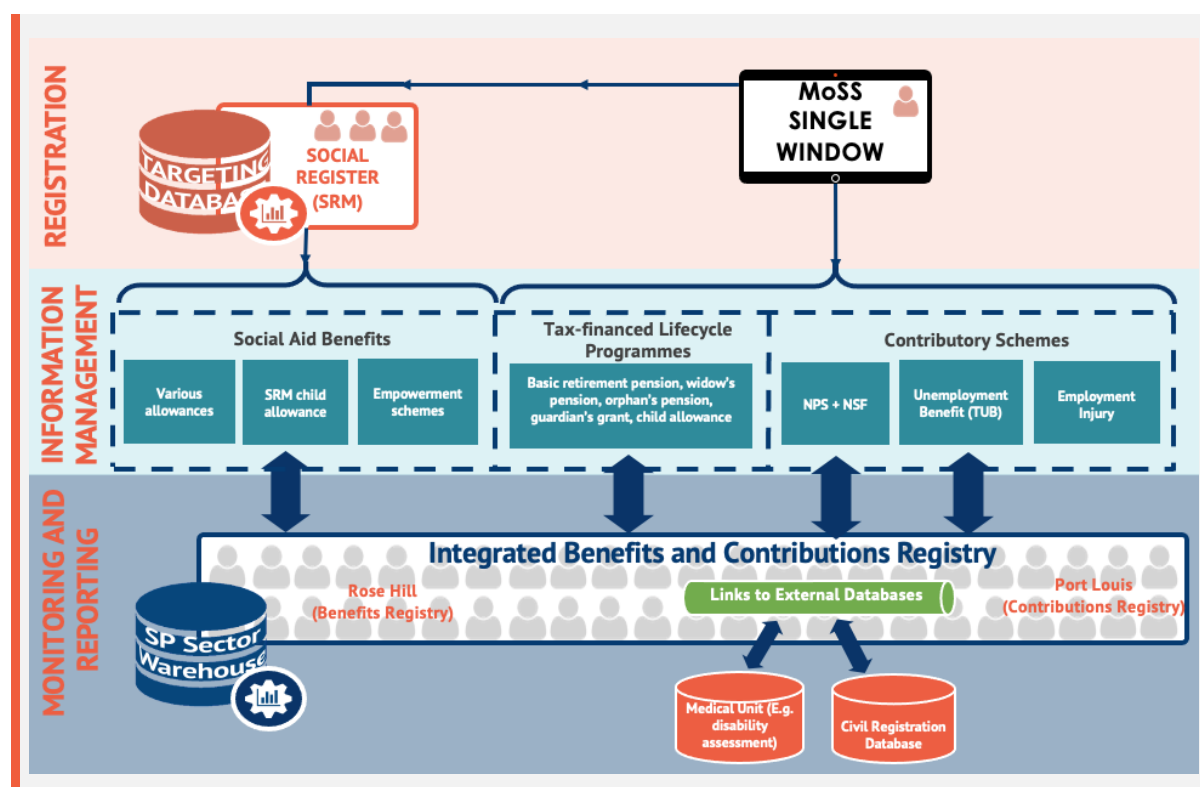 REGISTRATION
MoSS
SINGLE
WINDOW
TARGETING
DATABA
SOCIAL
REGISTER
(SRM)
INFORMATION
MANAGEMENT
Social Aid Benefits
Various
allowances
SRM child
allowance
Empowerment
schemes
Tax-financed Lifecycle
Programmes
Basic retirement pension, widow's
pension, orphan's pension,
guardian's grant, child allowance
Contributory Schemes
NPS + NSF
Unemployment
Benefit (TUB)
Employment
Injury
MONITORING AND
REPORTING
Integrated Benefits and Contributions Registry
Rose Hill
(Benefits Registry)
Links to External Databases
Port Louis
(Contributions Registry)
SP Sector
Warehouse
Medical Unit (E.g.
disability
assessment)
Civil Registration
Database